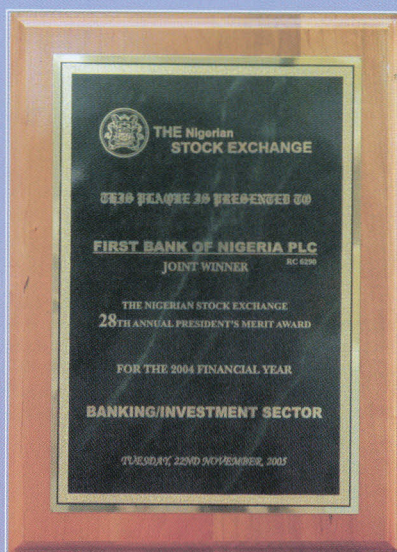 THE Nigerian
STOCK EXCHANGE
THIS PLAQUE IS PRESENTED TO
FIRST BANK OF NIGERIA PLC
RC 6290
JOINT WINNER
THE NIGERIAN STOCK EXCHANGE
28TH ANNUAL PRESIDENT'S MERIT AWARD
FOR THE 2004 FINANCIAL YEAR
BANKING/INVESTMENT SECTOR
TUESDAY, 22ND NOVEMBER, 2005